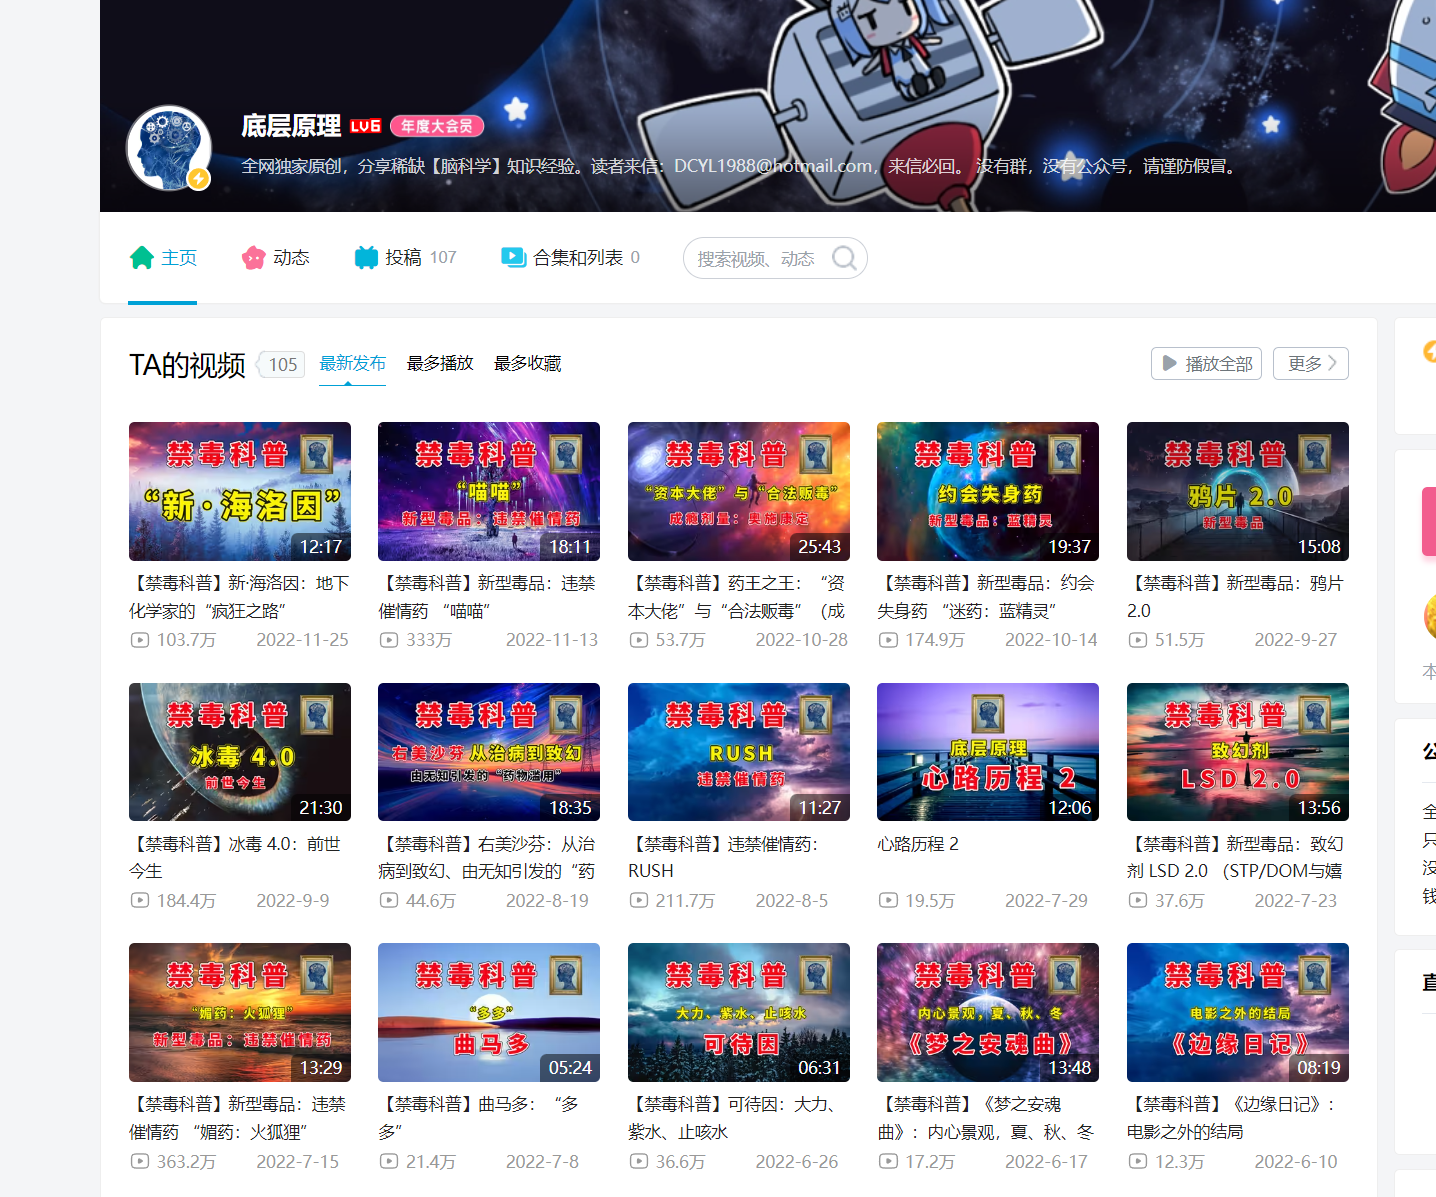 底层原理 LV6 年度大会员
全网独家原创，分享稀缺【脑科学】知识经验。读者来信：DCYL1988@hotmail.com，来信必回。 没有群，没有公众号，请谨防假冒。
主页 动态 投稿 107 合集和列表 0 搜索视频、动态
TA的视频 105 最新发布 最多播放 最多收藏 播放全部 更多
禁毒科普
“新·海洛因”
12:17
禁毒科普
“喵喵”
新型毒品：违禁催情药
18:11
禁毒科普
“资本大佬”与“合法贩毒”
成瘾剂量：奥施康定
25:43
禁毒科普
约会失身药
新型毒品：蓝精灵
19:37
禁毒科普
鸦片 2.0
新型毒品
15:08
【禁毒科普】新·海洛因：地下
化学家的“疯狂之路”
103.7万 2022-11-25
【禁毒科普】新型毒品：违禁
催情药 “喵喵”
333万 2022-11-13
【禁毒科普】药王之王：“资
本大佬”与“合法贩毒”（成
53.7万 2022-10-28
【禁毒科普】新型毒品：约会
失身药 “迷药：蓝精灵”
174.9万 2022-10-14
【禁毒科普】新型毒品：鸦片
2.0
51.5万 2022-9-27
禁毒科普
冰毒 4.0
前世今生
21:30
禁毒科普
右美沙芬 从治病到致幻
由无知引发的“药物滥用”
18:35
禁毒科普
RUSH
违禁催情药
11:27
底层原理
心路历程 2
12:06
禁毒科普
致幻剂
LSD 2.0
13:56
【禁毒科普】冰毒 4.0：前世
今生
184.4万 2022-9-9
【禁毒科普】右美沙芬：从治
病到致幻、由无知引发的“药
44.6万 2022-8-19
【禁毒科普】违禁催情药：
RUSH
211.7万 2022-8-5
心路历程 2
19.5万 2022-7-29
【禁毒科普】新型毒品：致幻
剂 LSD 2.0 （STP/DOM与嬉
37.6万 2022-7-23
禁毒科普
“媚药：火狐狸”
新型毒品：违禁催情药
13:29
禁毒科普
“多多”
曲马多
05:24
禁毒科普
大力、紫水、止咳水
可待因
06:31
禁毒科普
内心景观，夏、秋、冬
《梦之安魂曲》
13:48
禁毒科普
电影之外的结局
《边缘日记》
08:19
【禁毒科普】新型毒品：违禁
催情药 “媚药：火狐狸”
363.2万 2022-7-15
【禁毒科普】曲马多：“多
多”
21.4万 2022-7-8
【禁毒科普】可待因：大力、
紫水、止咳水
36.6万 2022-6-26
【禁毒科普】《梦之安魂
曲》：内心景观，夏、秋、冬
17.2万 2022-6-17
【禁毒科普】《边缘日记》：
电影之外的结局
12.3万 2022-6-10
本
全
只
没
钱